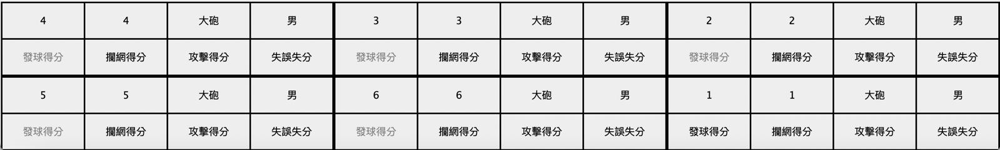 4 4 大砲 男 3 3 大砲 男 2 2 大砲 男
發球得分 攔網得分 攻擊得分 失誤失分 發球得分 攔網得分 攻擊得分 失誤失分 發球得分 攔網得分 攻擊得分 失誤失分
5 5 大砲 男 6 6 大砲 男 1 1 大砲 男
發球得分 攔網得分 攻擊得分 失誤失分 發球得分 攔網得分 攻擊得分 失誤失分 發球得分 攔網得分 攻擊得分 失誤失分